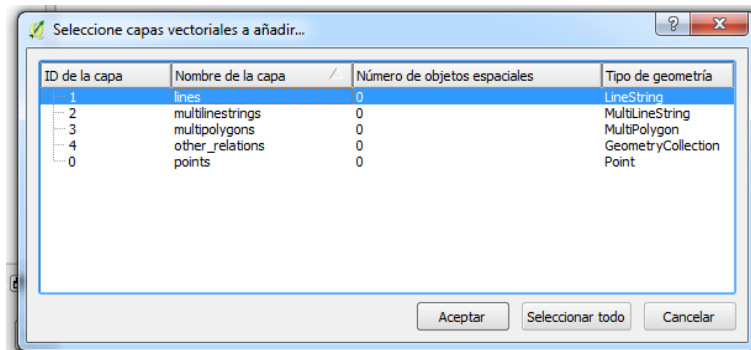 Seleccione capas vectoriales a añadir...
ID de la capa Nombre de la capa Número de objetos espaciales Tipo de geometría
1 lines 0 LineString
2 multilinestrings 0 MultiLineString
3 multipolygons 0 MultiPolygon
4 other_relations 0 GeometryCollection
0 points 0 Point
Aceptar Seleccionar todo Cancelar